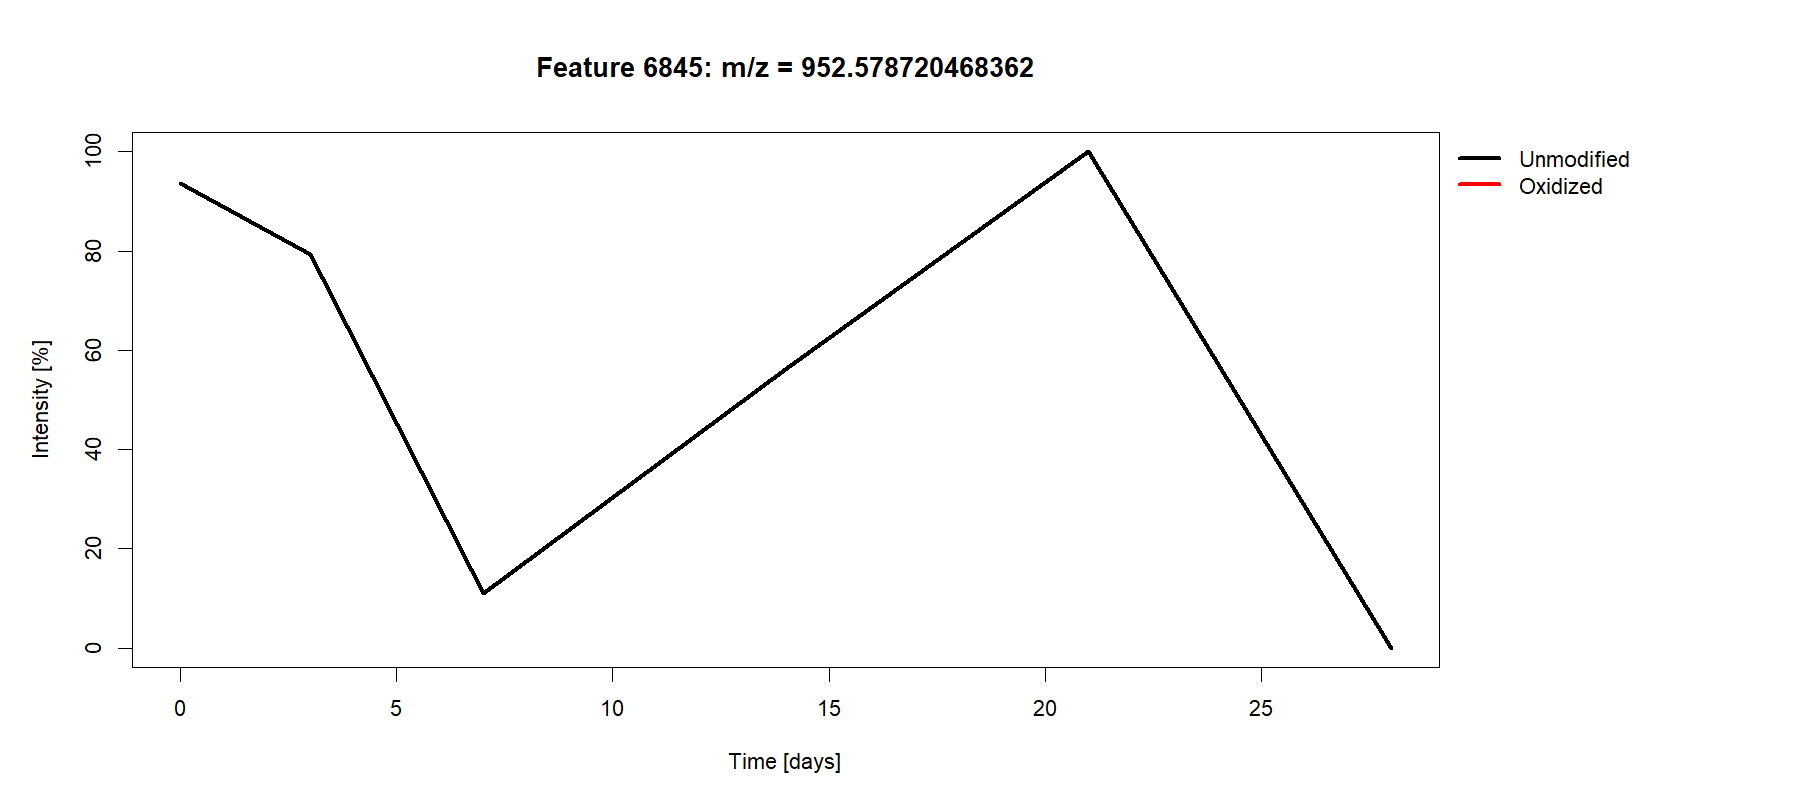 Feature 6845: m/z = 952.578720468362
100
80
60
40
20
0
Intensity [%]
0 5 10 15 20 25
Time [days]
Unmodified
Oxidized